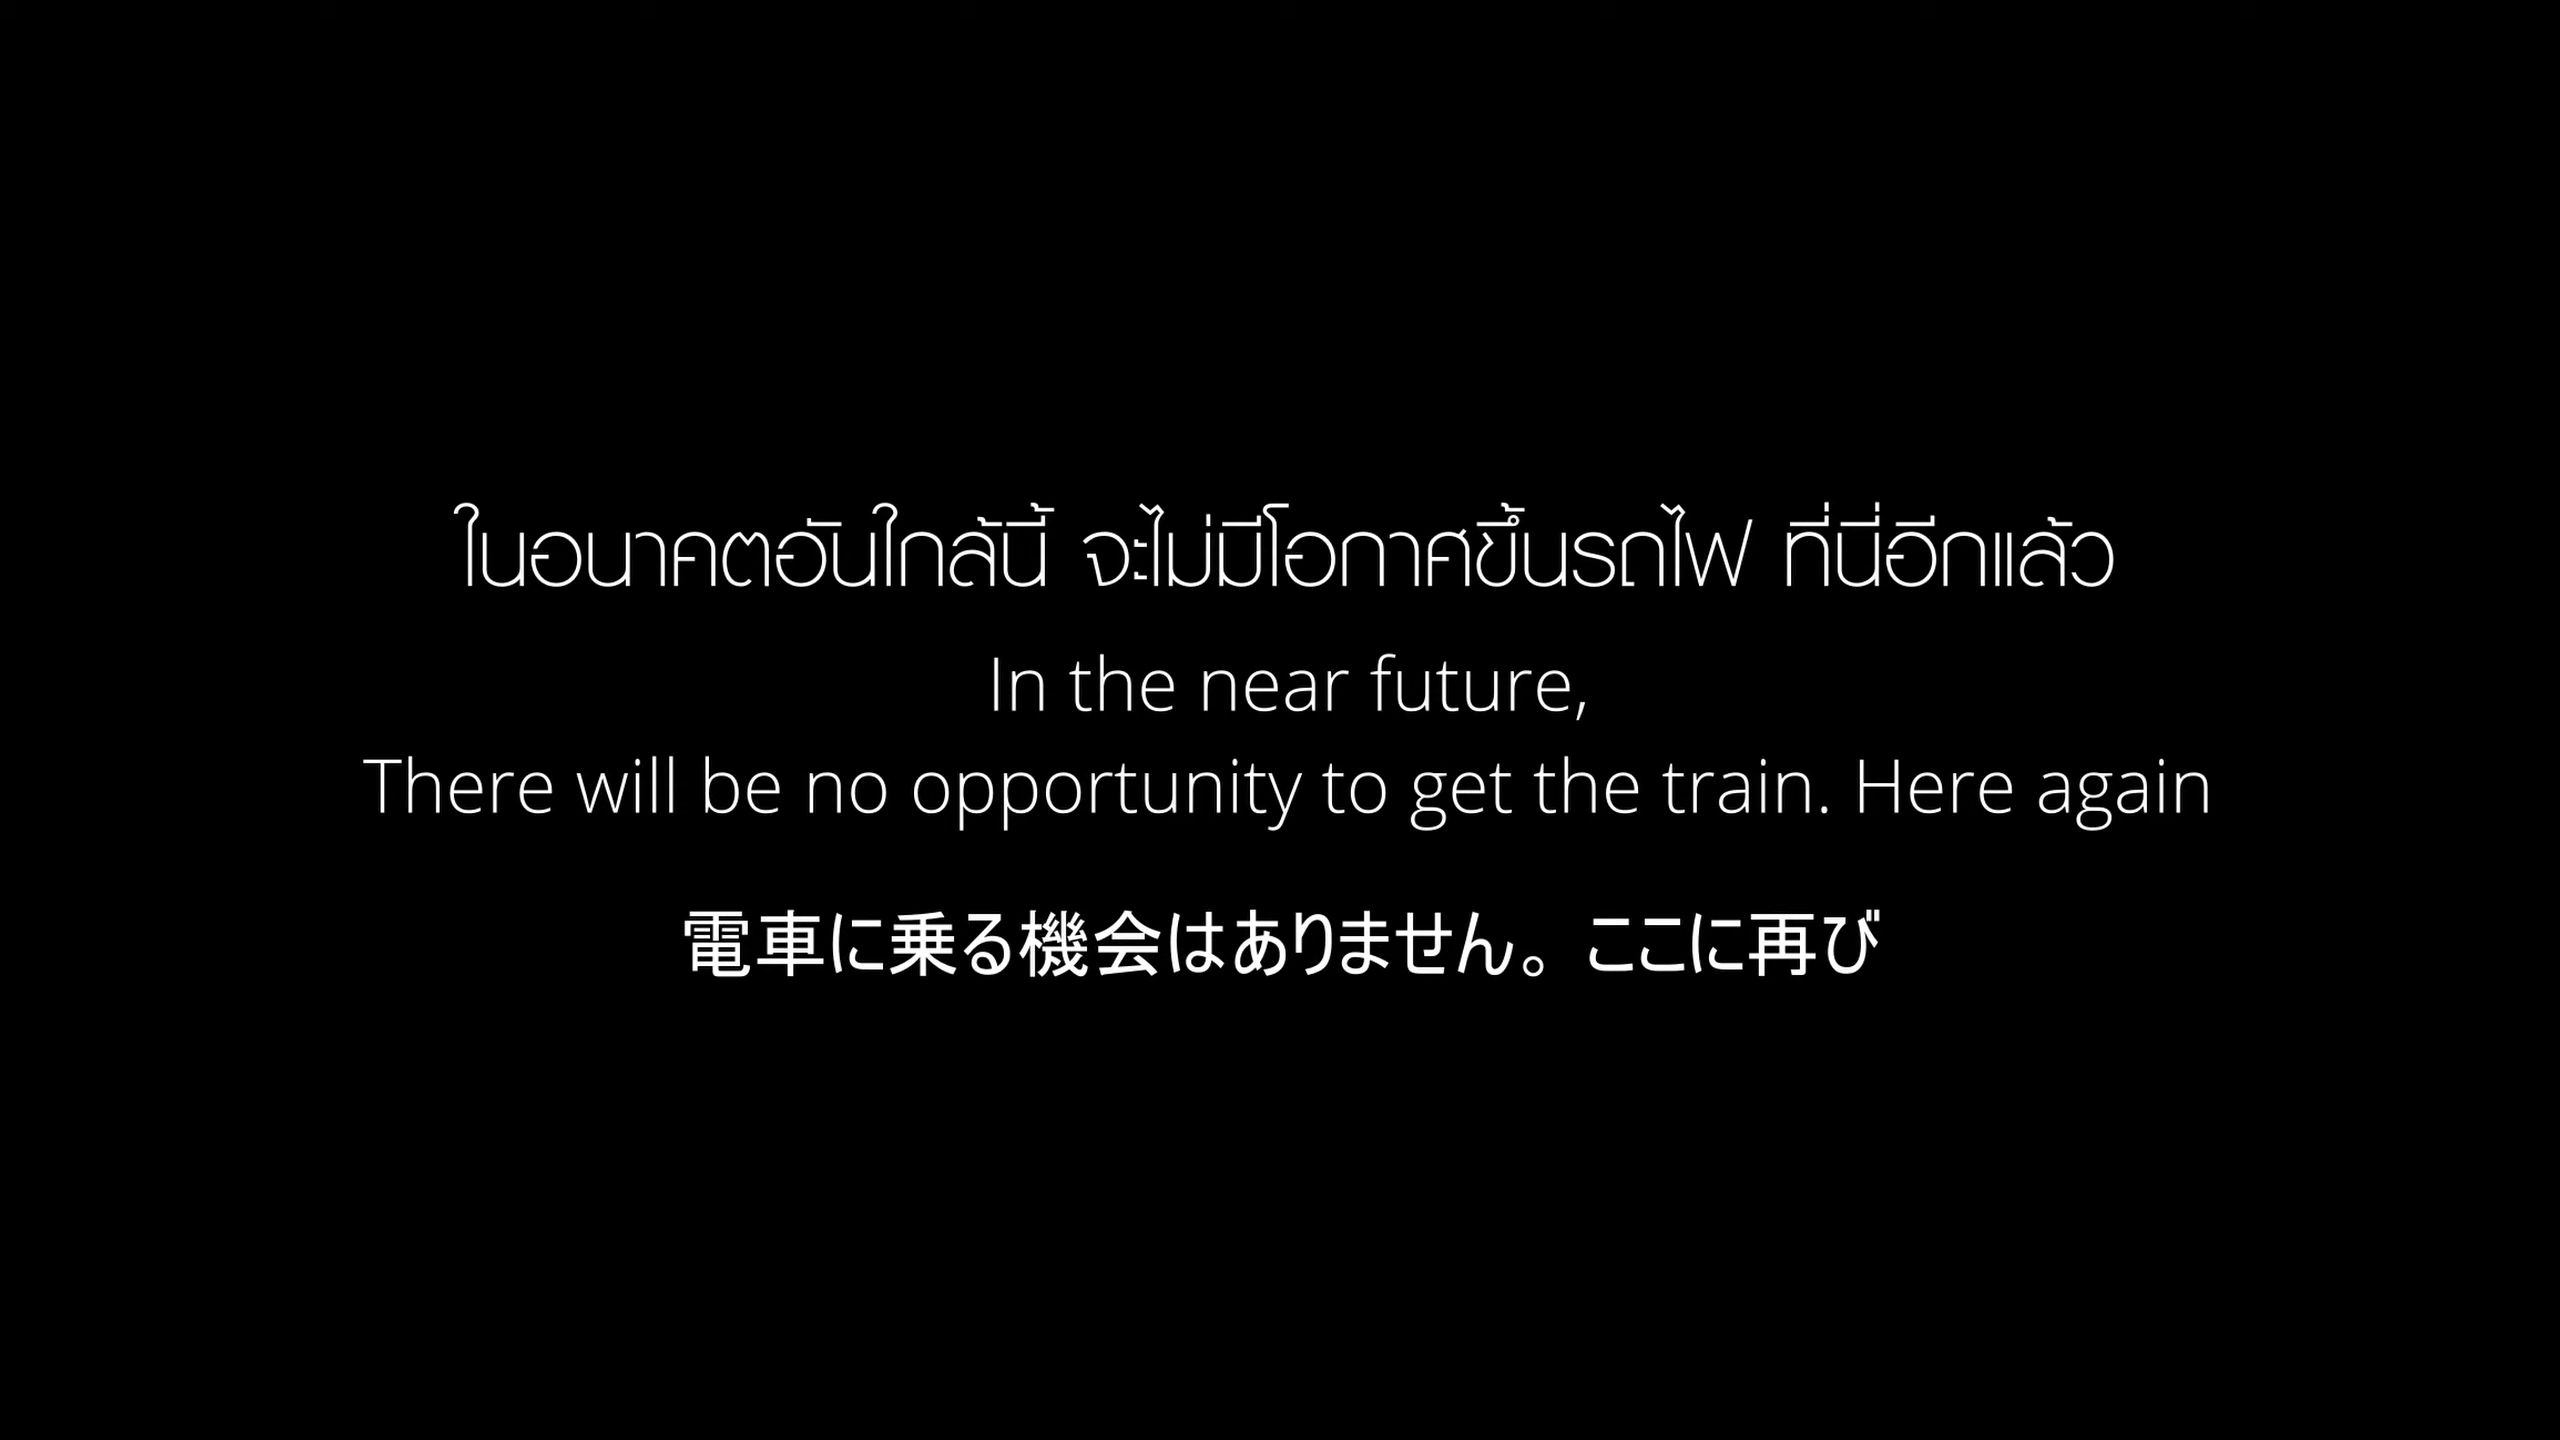 ในอนาคตอันใกล้นี้ จะไม่มีโอกาศขึ้นรถไฟ ที่นี่อีกแล้ว
In the near future,
There will be no opportunity to get the train. Here again
電車に乗る機会はありません。ここに再び